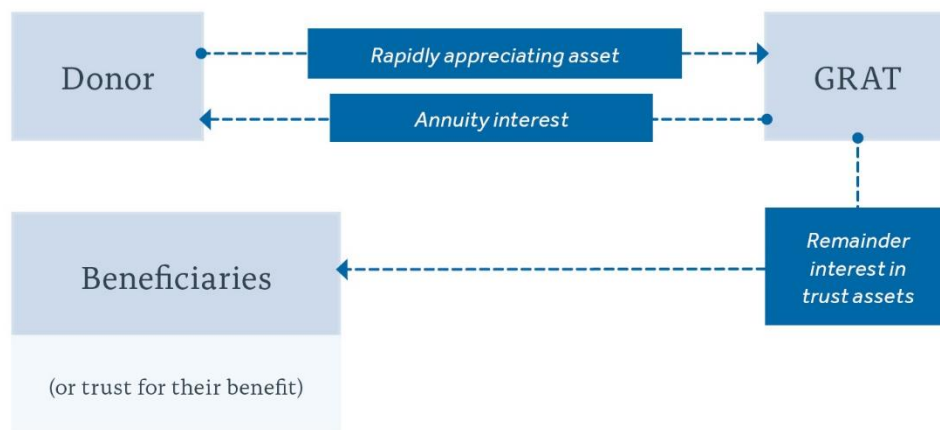 Donor
Rapidly appreciating asset
GRAT
Annuity interest
Remainder
interest in
trust assets
Beneficiaries
(or trust for their benefit)